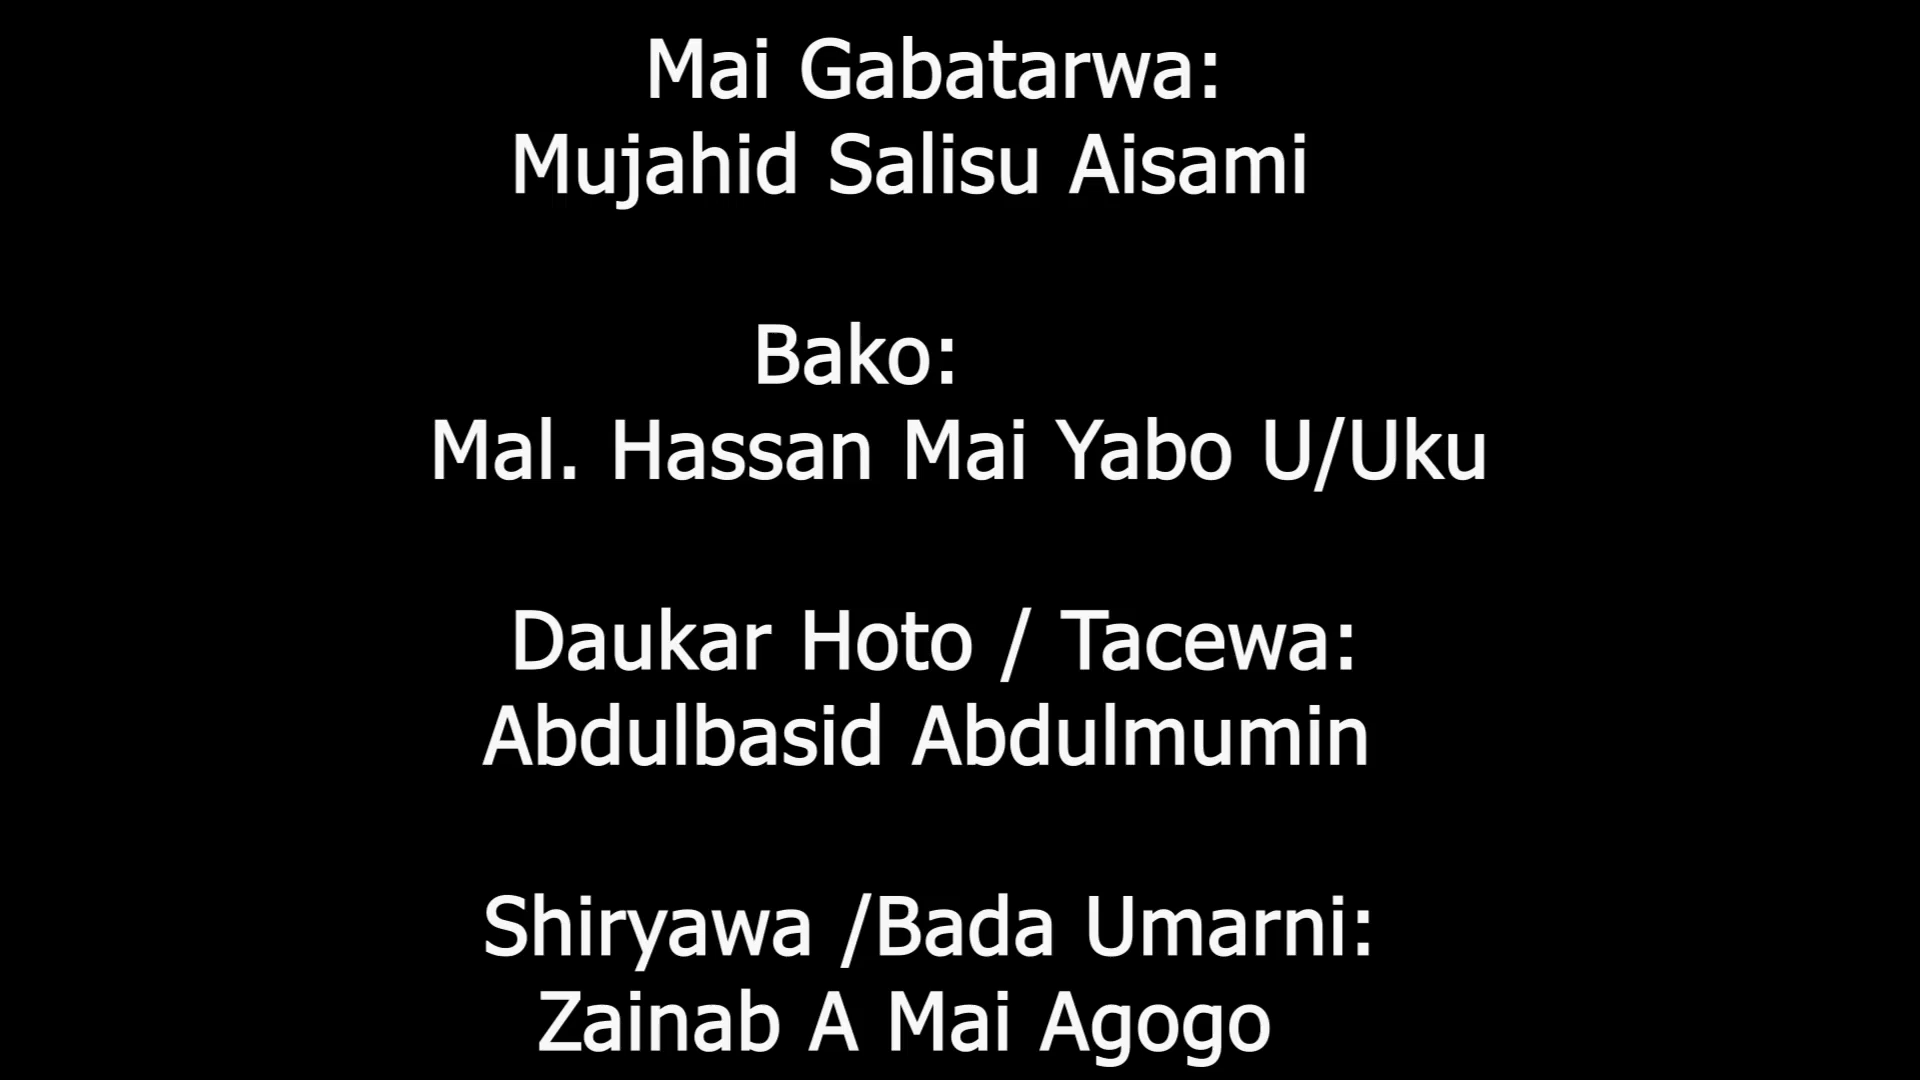 Mai Gabatarwa:
Mujahid Salisu Aisami
Bako:
Mal. Hassan Mai Yabo U/Uku
Daukar Hoto / Tacewa:
Abdulbasid Abdulmumin
Shiryawa /Bada Umarni:
Zainab A Mai Agogo